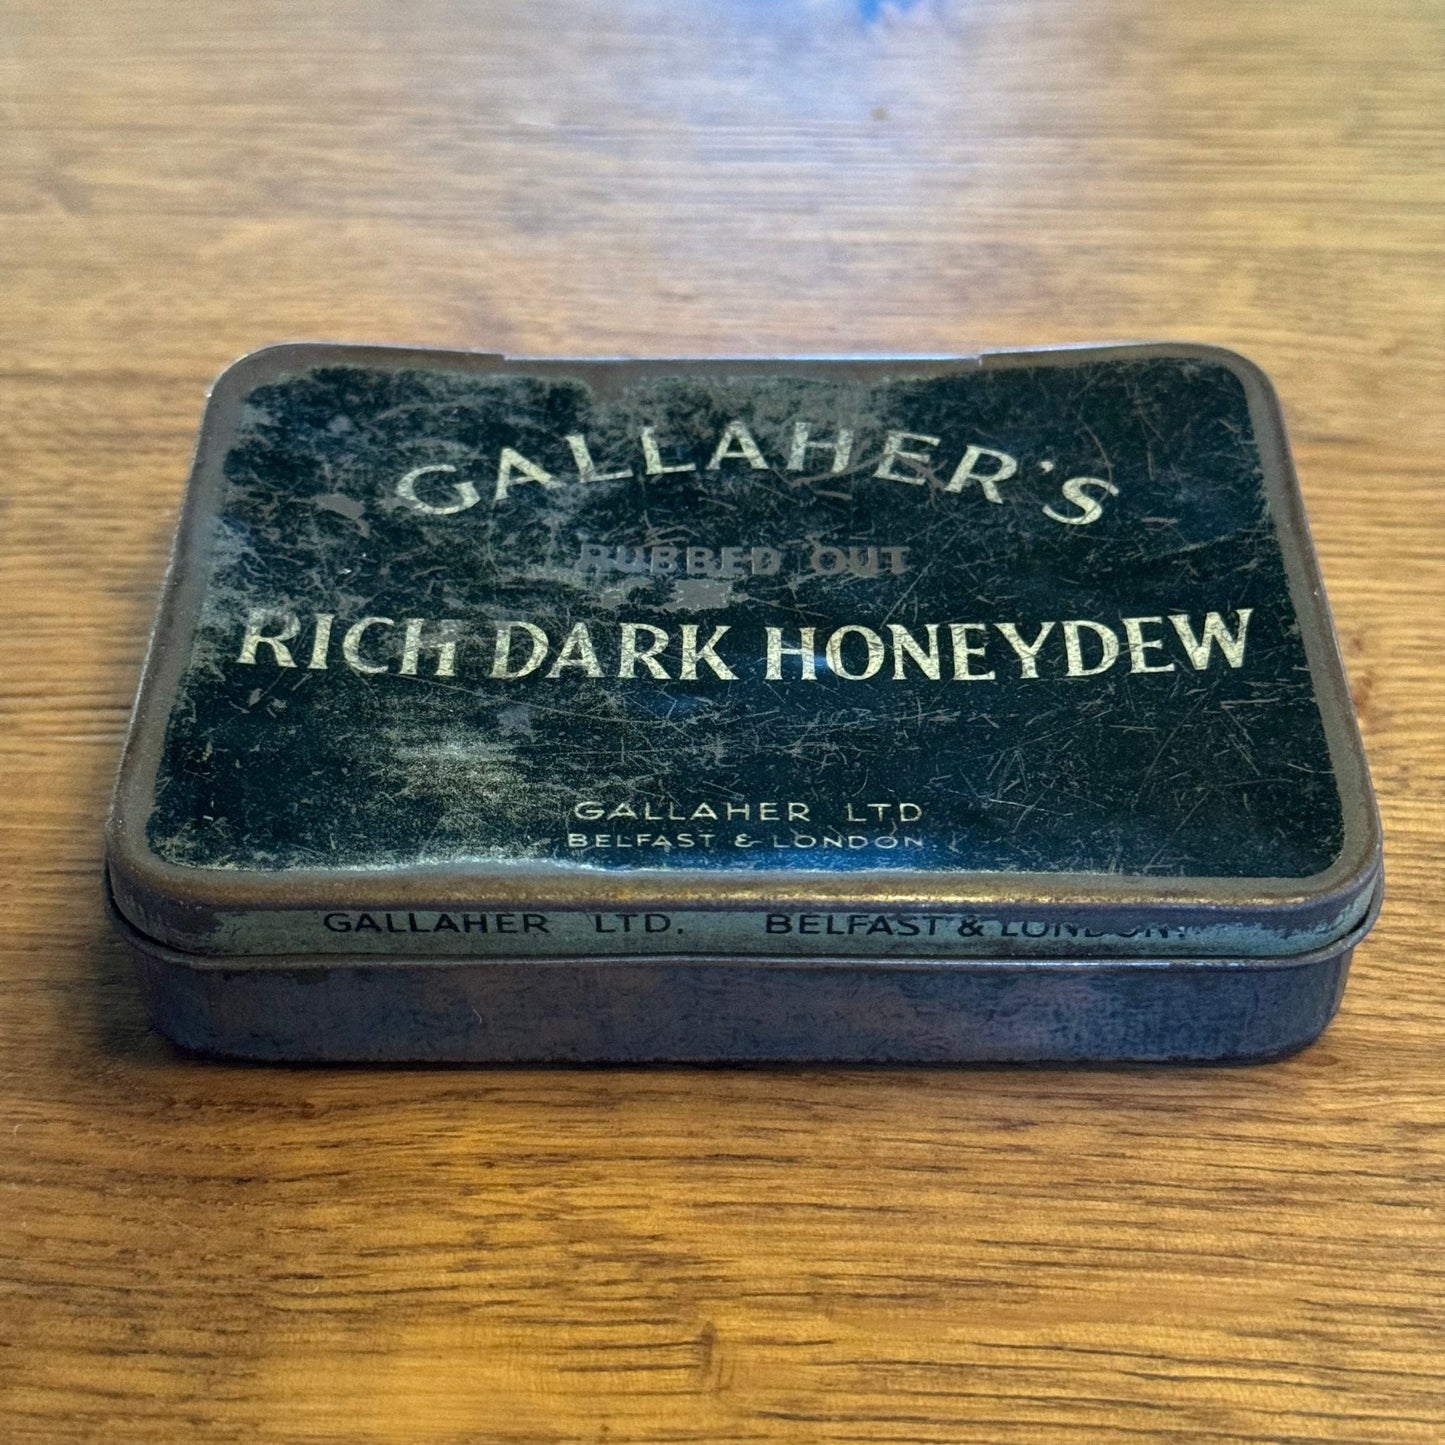 GALLAHER'S
RUBBED OUT
RICH DARK HONEYDEW
GALLAHER LTD
BELFAST & LONDON.
GALLAHER LTD. BELFAST & LONDON.